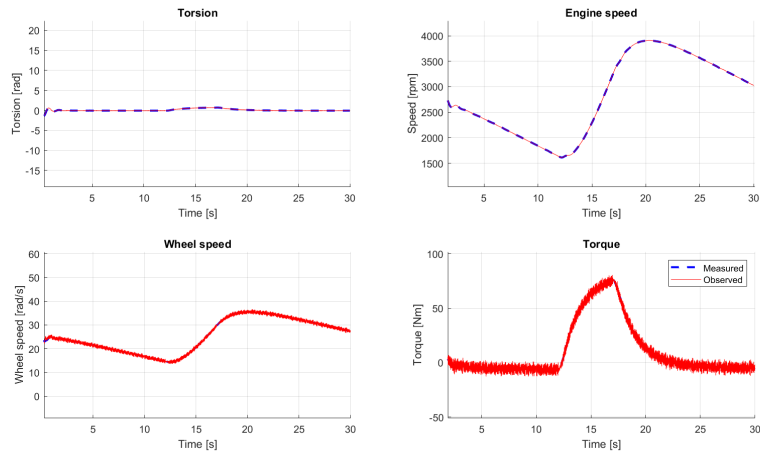 Torsion
20
15
10
5
0
-5
-10
-15
Torsion [rad]
5 10 15 20 25 30
Time [s]
Engine speed
4000
3500
3000
2500
2000
1500
Speed [rpm]
5 10 15 20 25 30
Time [s]
Wheel speed
60
50
40
30
20
10
0
Wheel speed [rad/s]
5 10 15 20 25 30
Time [s]
Torque
100
50
0
-50
Torque [Nm]
Measured
Observed
5 10 15 20 25 30
Time [s]